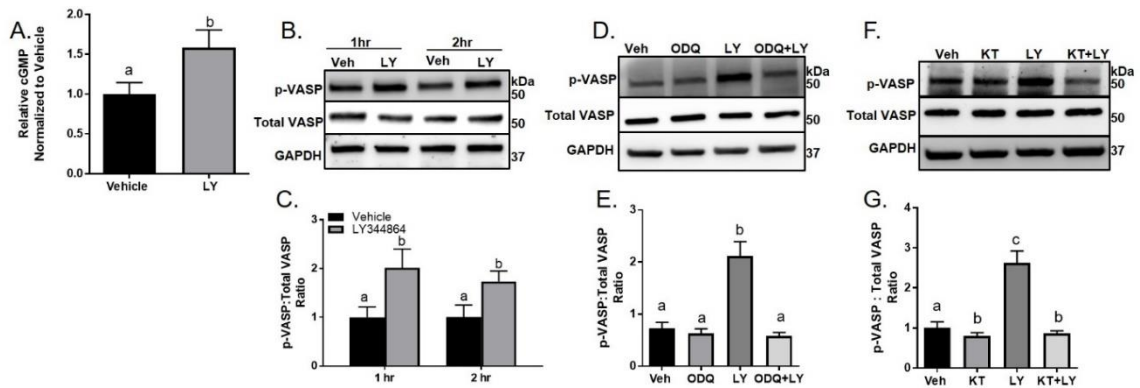 A.
Relative cGMP
Normalized to Vehicle
2.0
1.5
1.0
0.5
0.0
a
b
Vehicle LY
B.
1hr 2hr
Veh LY Veh LY
kDa
p-VASP 50
Total VASP 50
GAPDH 37
C.
p-VASP:Total VASP
Ratio
3
2
1
0
Vehicle
LY344864
a b a b
1 hr 2 hr
D.
Veh ODQ LY ODQ+LY
kDa
p-VASP 50
Total VASP 50
GAPDH 37
E.
p-VASP:Total VASP
Ratio
3
2
1
0
a a b a
Veh ODQ LY ODQ+LY
F.
Veh KT LY KT+LY
kDa
p-VASP 50
Total VASP 50
GAPDH 37
G.
p-VASP : Total VASP
Ratio
4
3
2
1
0
a b c b
Veh KT LY KT+LY